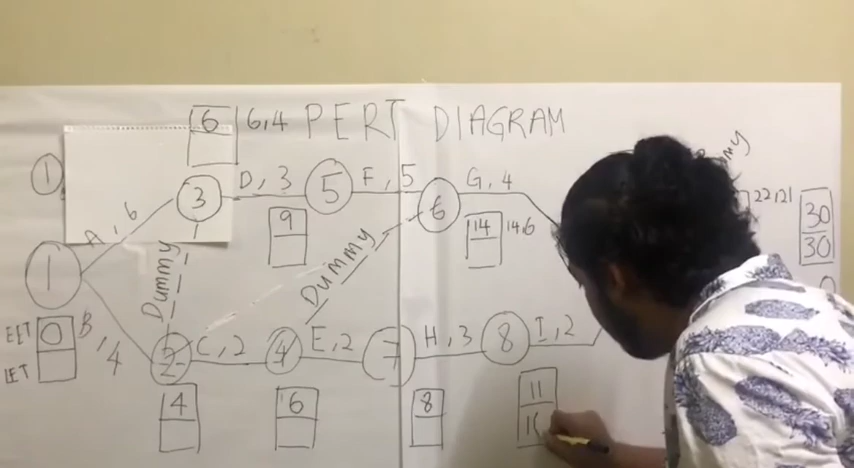 6 6,4 PERT DIAGRAM
1
3 D, 3 5 F, 5 6 G, 4
22,21
30
30
A, 6
9
14 14,6
Dummy
Dummy
1
EET 0
LET
B, 4
2 C, 2 4 E, 2 7 H, 3 8 I, 2
4
6
8
11